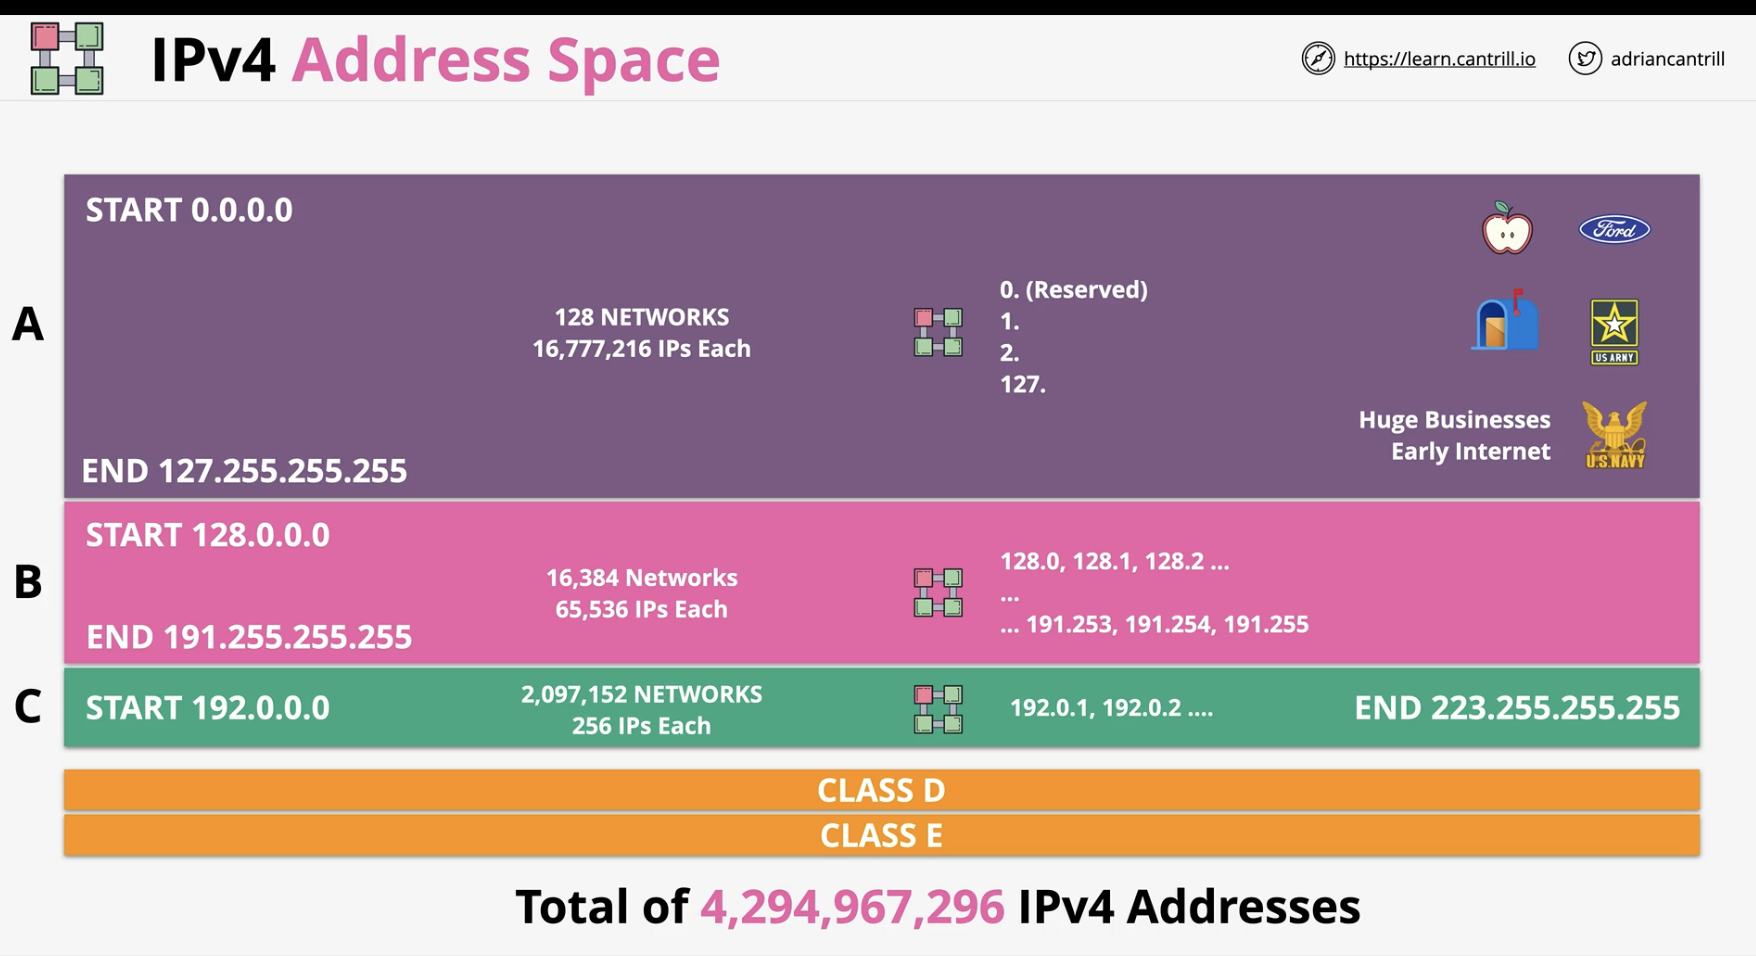 IPv4 Address Space
https://learn.cantrill.io
adriancantrill
A
START 0.0.0.0
128 NETWORKS
16,777,216 IPs Each
0. (Reserved)
1.
2.
127.
Ford
US ARMY
Huge Businesses
Early Internet
U.S.NAVY
END 127.255.255.255
B
START 128.0.0.0
16,384 Networks
65,536 IPs Each
128.0, 128.1, 128.2 ...
...
... 191.253, 191.254, 191.255
END 191.255.255.255
C
START 192.0.0.0
2,097,152 NETWORKS
256 IPs Each
192.0.1, 192.0.2 ....
END 223.255.255.255
CLASS D
CLASS E
Total of 4,294,967,296 IPv4 Addresses